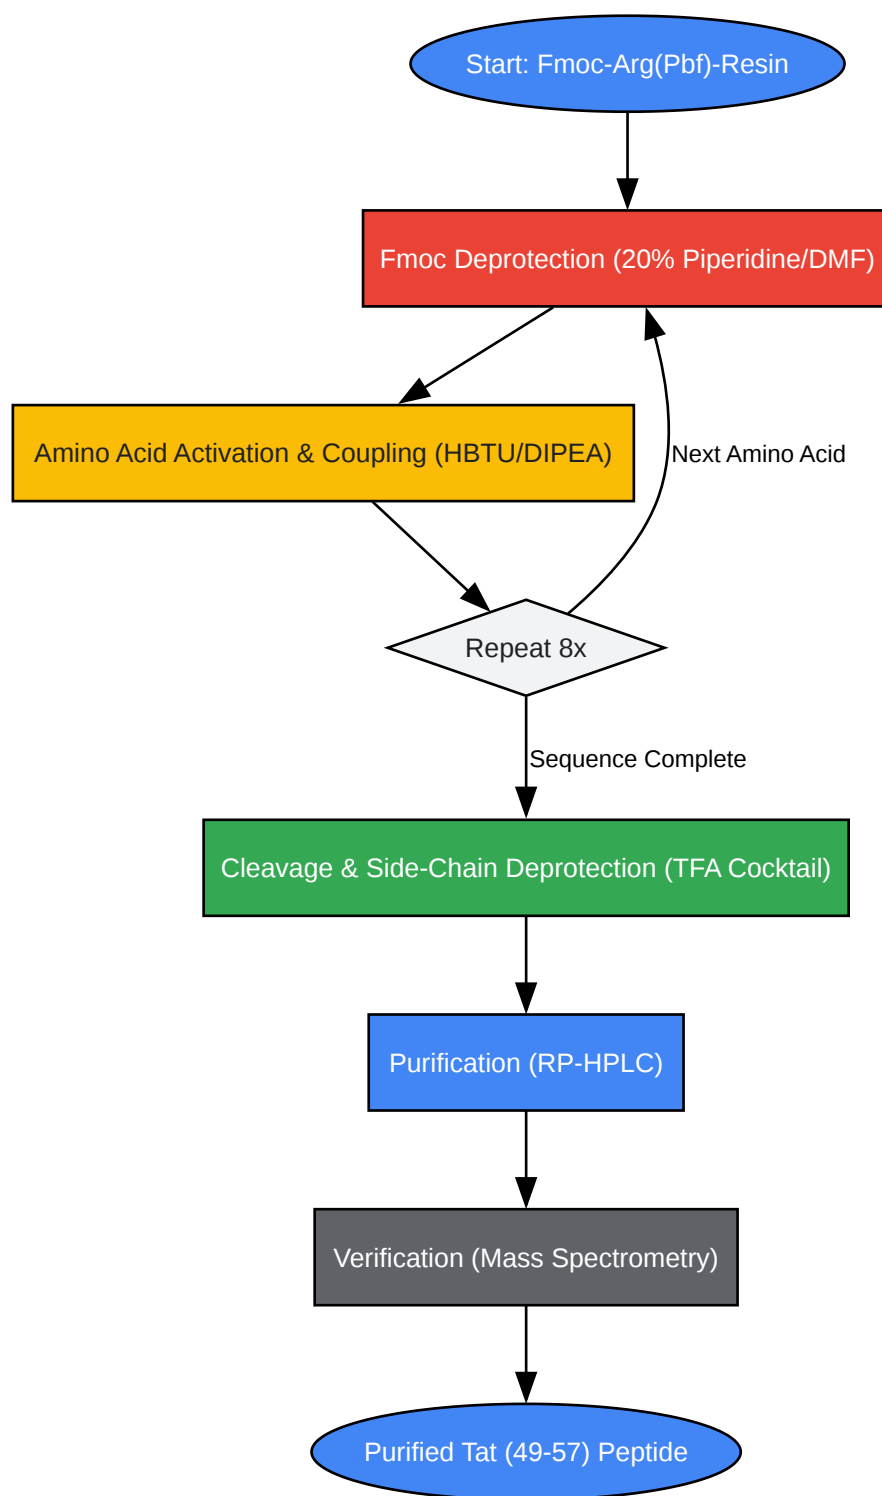 Start: Fmoc-Arg(Pbf)-Resin
Fmoc Deprotection (20% Piperidine/DMF)
Amino Acid Activation & Coupling (HBTU/DIPEA)
Next Amino Acid
Repeat 8x
Sequence Complete
Cleavage & Side-Chain Deprotection (TFA Cocktail)
Purification (RP-HPLC)
Verification (Mass Spectrometry)
Purified Tat (49-57) Peptide